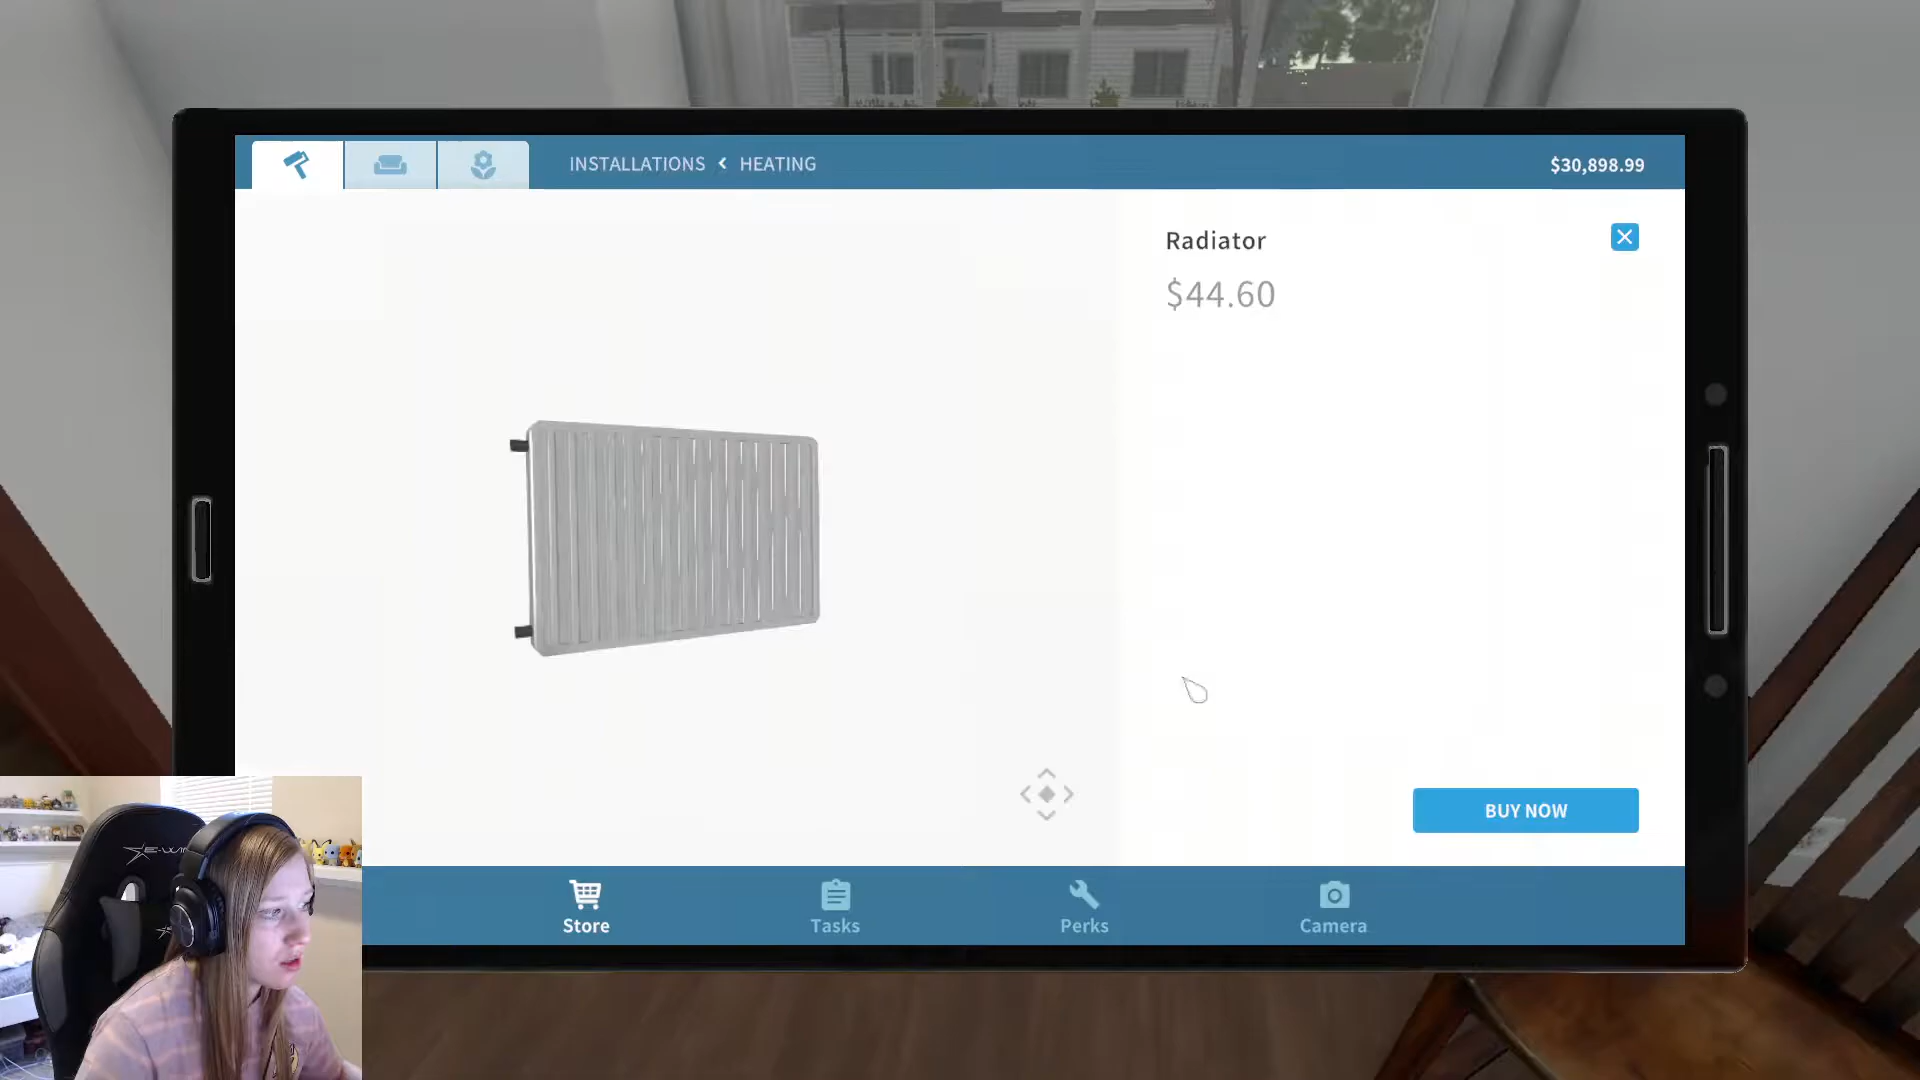 INSTALLATIONS < HEATING
$30,898.99
Radiator
$44.60
BUY NOW
Store
Tasks
Perks
Camera